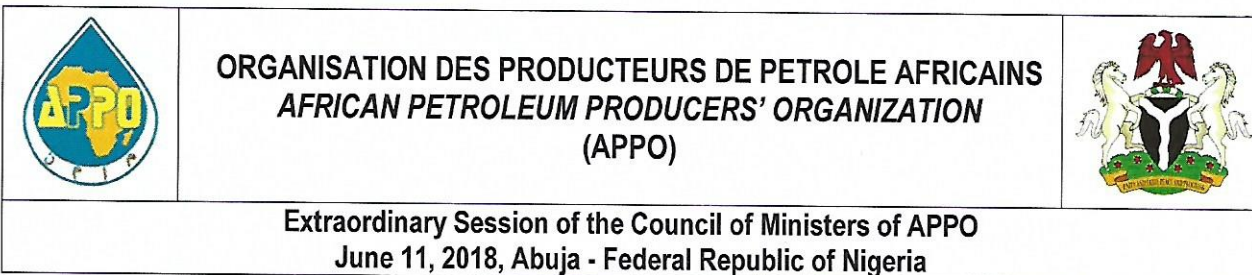 APPO
ORGANISATION DES PRODUCTEURS DE PETROLE AFRICAINS
AFRICAN PETROLEUM PRODUCERS' ORGANIZATION
(APPO)
Extraordinary Session of the Council of Ministers of APPO
June 11, 2018, Abuja - Federal Republic of Nigeria